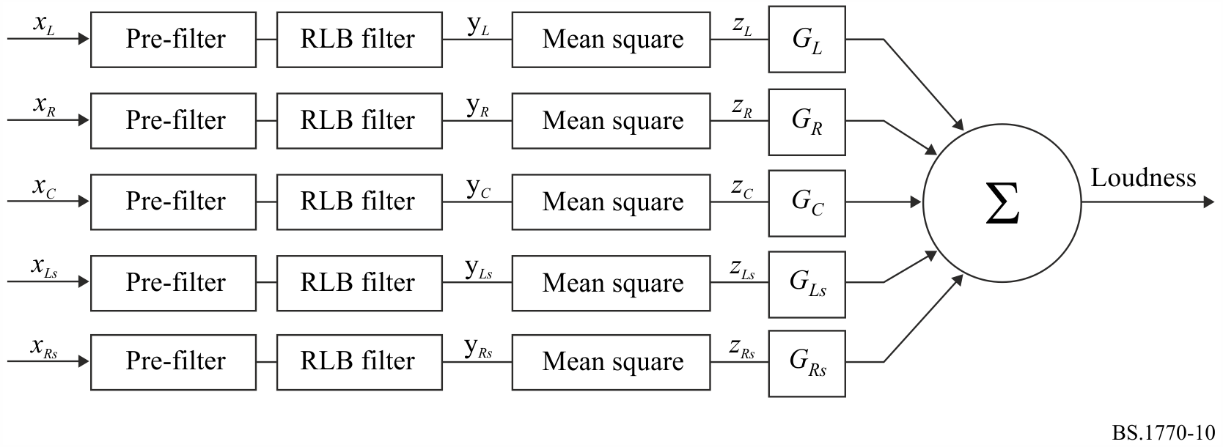 x_L Pre-filter RLB filter y_L Mean square z_L G_L
x_R Pre-filter RLB filter y_R Mean square z_R G_R
x_C Pre-filter RLB filter y_C Mean square z_C G_C
Σ
Loudness
x_Ls Pre-filter RLB filter y_Ls Mean square z_Ls G_Ls
x_Rs Pre-filter RLB filter y_Rs Mean square z_Rs G_Rs
BS.1770-10